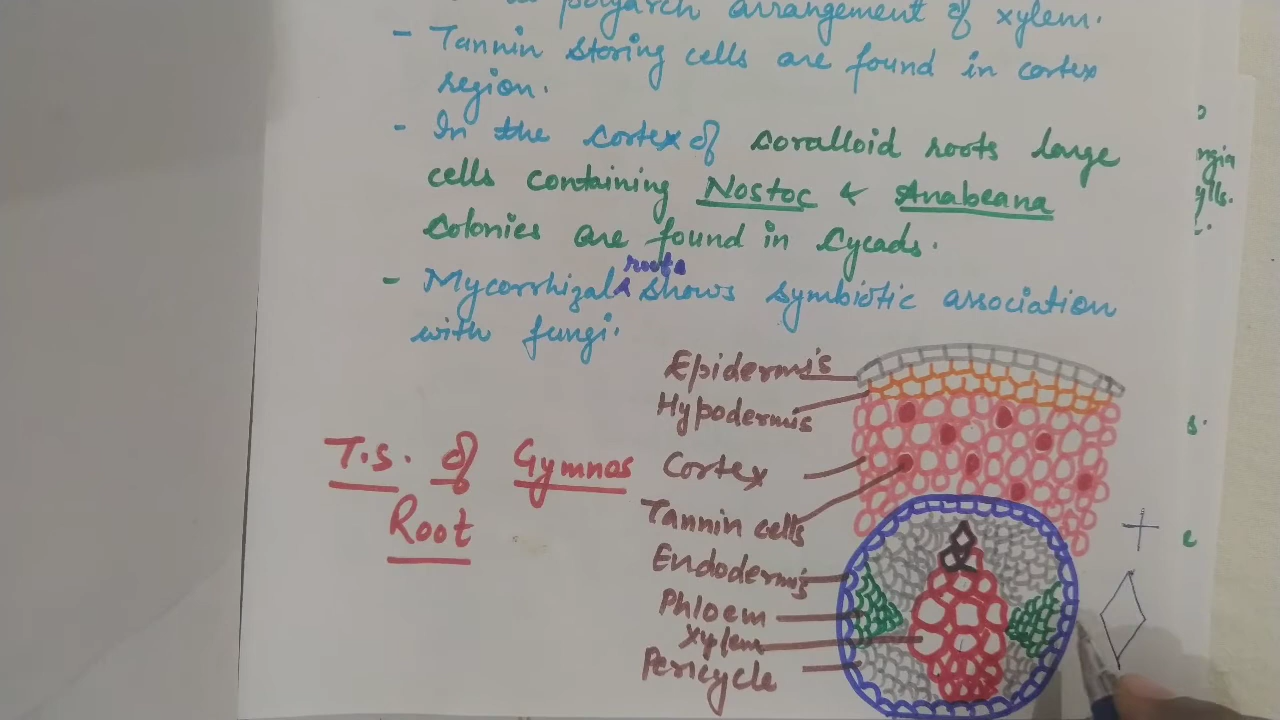 polyarch arrangement of xylem.
- Tannin storing cells are found in cortex
region.
- In the cortex of coralloid roots large
cells containing Nostoc & Anabeana
colonies are found in Cycads.
roots
- Mycorrhizal ^ shows symbiotic association
with fungi.
T.S. of Gymnos
Root
Epidermis
Hypodermis
Cortex
Tannin cells
Endodermis
Phloem
Xylem
Pericycle